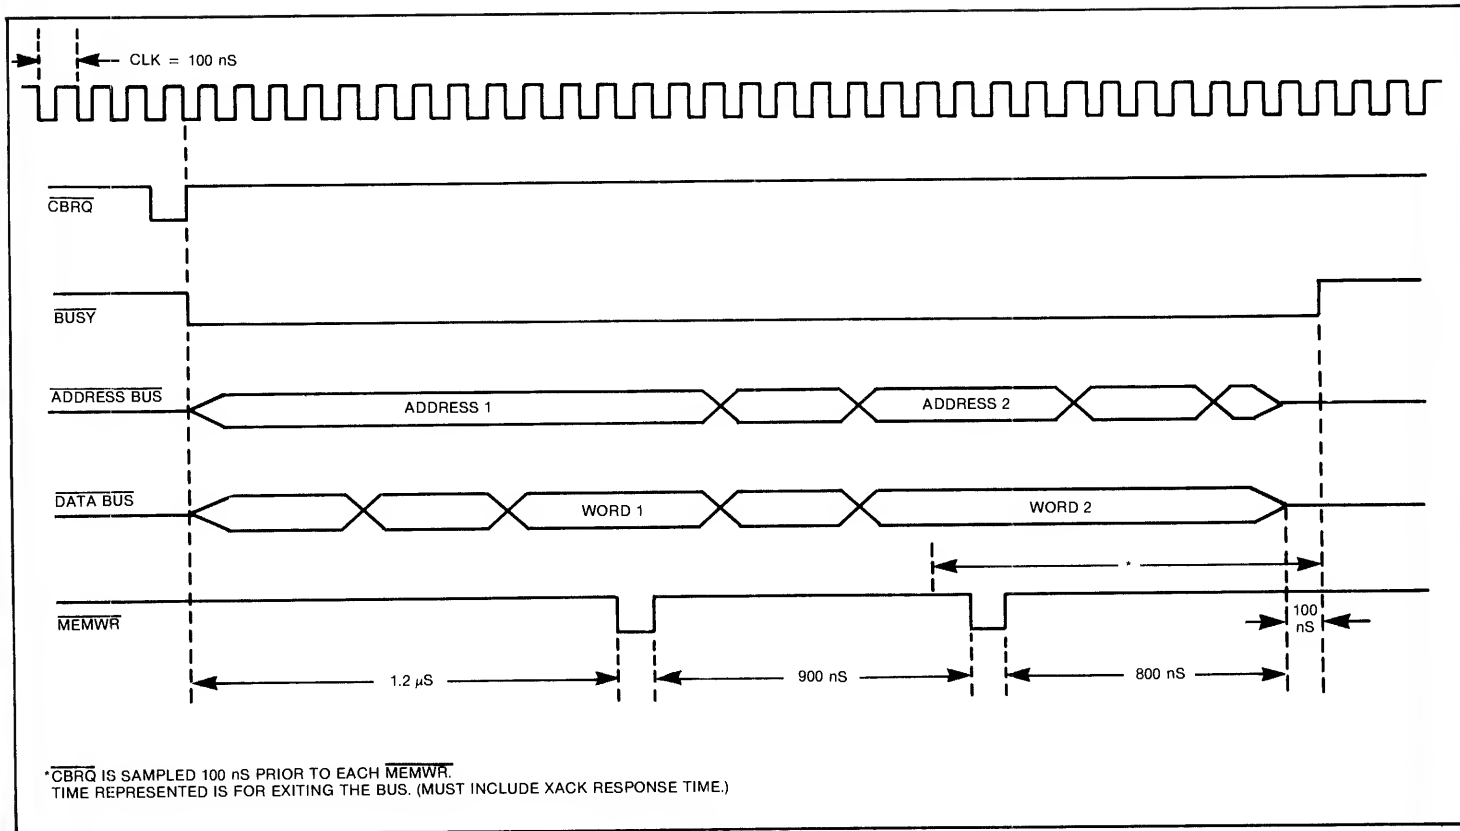 CLK = 100 nS
CBRQ
BUSY
ADDRESS BUS
ADDRESS 1
ADDRESS 2
DATA BUS
WORD 1
WORD 2
*
MEMWR
100
nS
1.2 µS
900 nS
800 nS
*CBRQ IS SAMPLED 100 nS PRIOR TO EACH MEMWR.
TIME REPRESENTED IS FOR EXITING THE BUS. (MUST INCLUDE XACK RESPONSE TIME.)